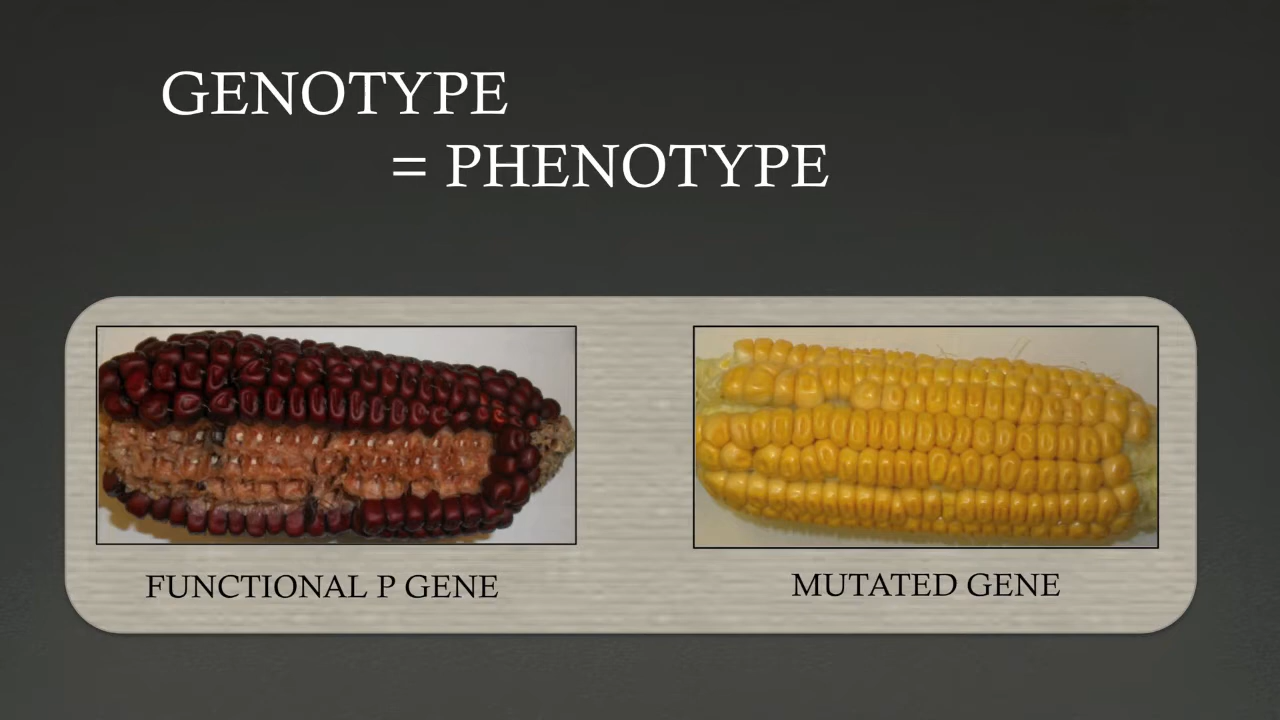 GENOTYPE
= PHENOTYPE
FUNCTIONAL P GENE
MUTATED GENE